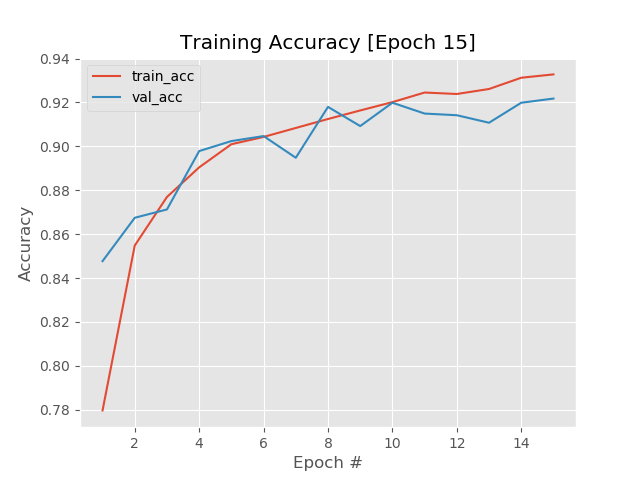 Training Accuracy [Epoch 15]
train_acc
val_acc
0.94
0.92
0.90
0.88
0.86
0.84
0.82
0.80
0.78
Accuracy
2 4 6 8 10 12 14
Epoch #